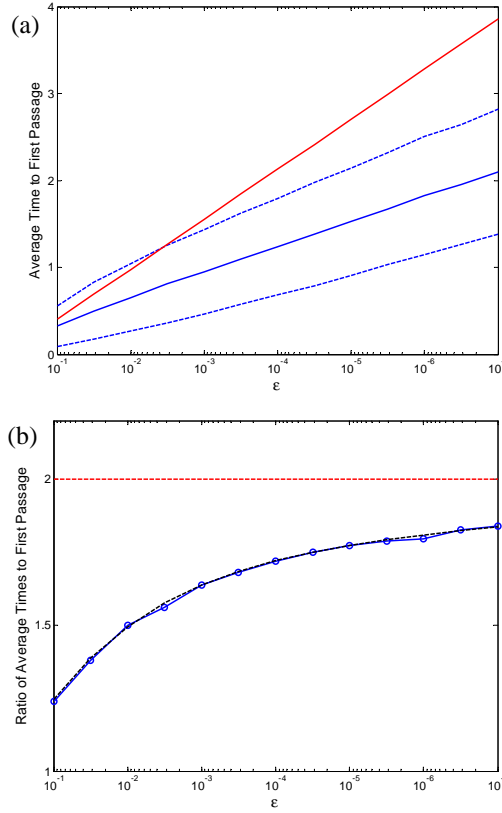 (a)
4
3
2
1
0
Average Time to First Passage
10⁻¹ 10⁻² 10⁻³ 10⁻⁴ 10⁻⁵ 10⁻⁶ 10⁻
ε
(b)
2
1.5
1
Ratio of Average Times to First Passage
10⁻¹ 10⁻² 10⁻³ 10⁻⁴ 10⁻⁵ 10⁻⁶ 10⁻
ε